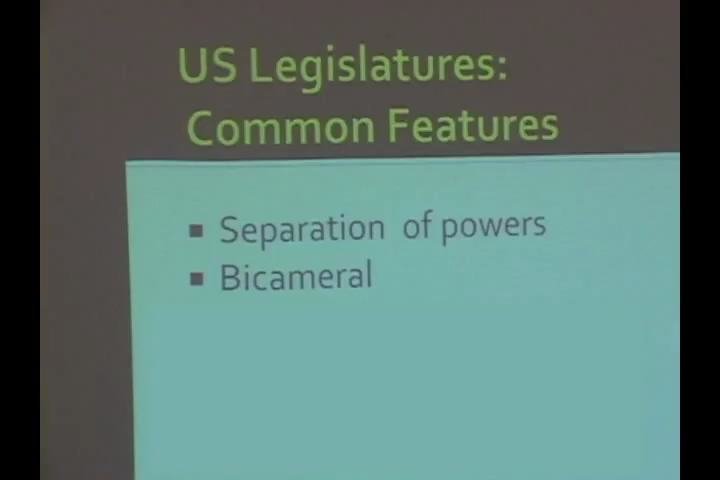 US Legislatures:
Common Features
▪ Separation of powers
▪ Bicameral